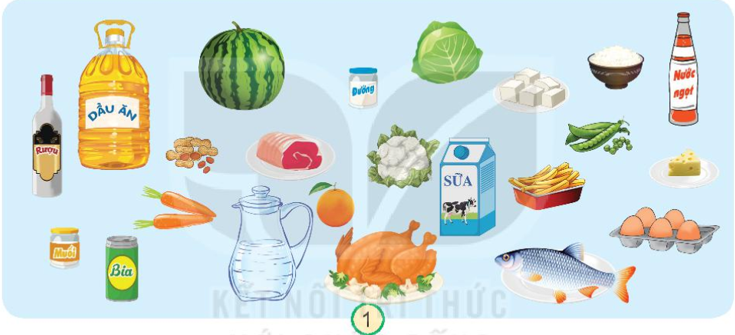 DẦU ĂN
Rượu
Đường
Nước
ngọt
SỮA
Muối
Bia
KẾT NỐI TRI THỨC
1